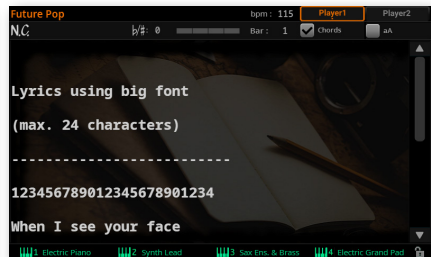 Future Pop bpm: 115 Player1 Player2
N.C. b/#: 0 Bar: 1 Chords aA
Lyrics using big font
(max. 24 characters)
--------------------------
123456789012345678901234
When I see your face
1 Electric Piano 2 Synth Lead 3 Sax Ens. & Brass 4 Electric Grand Pad